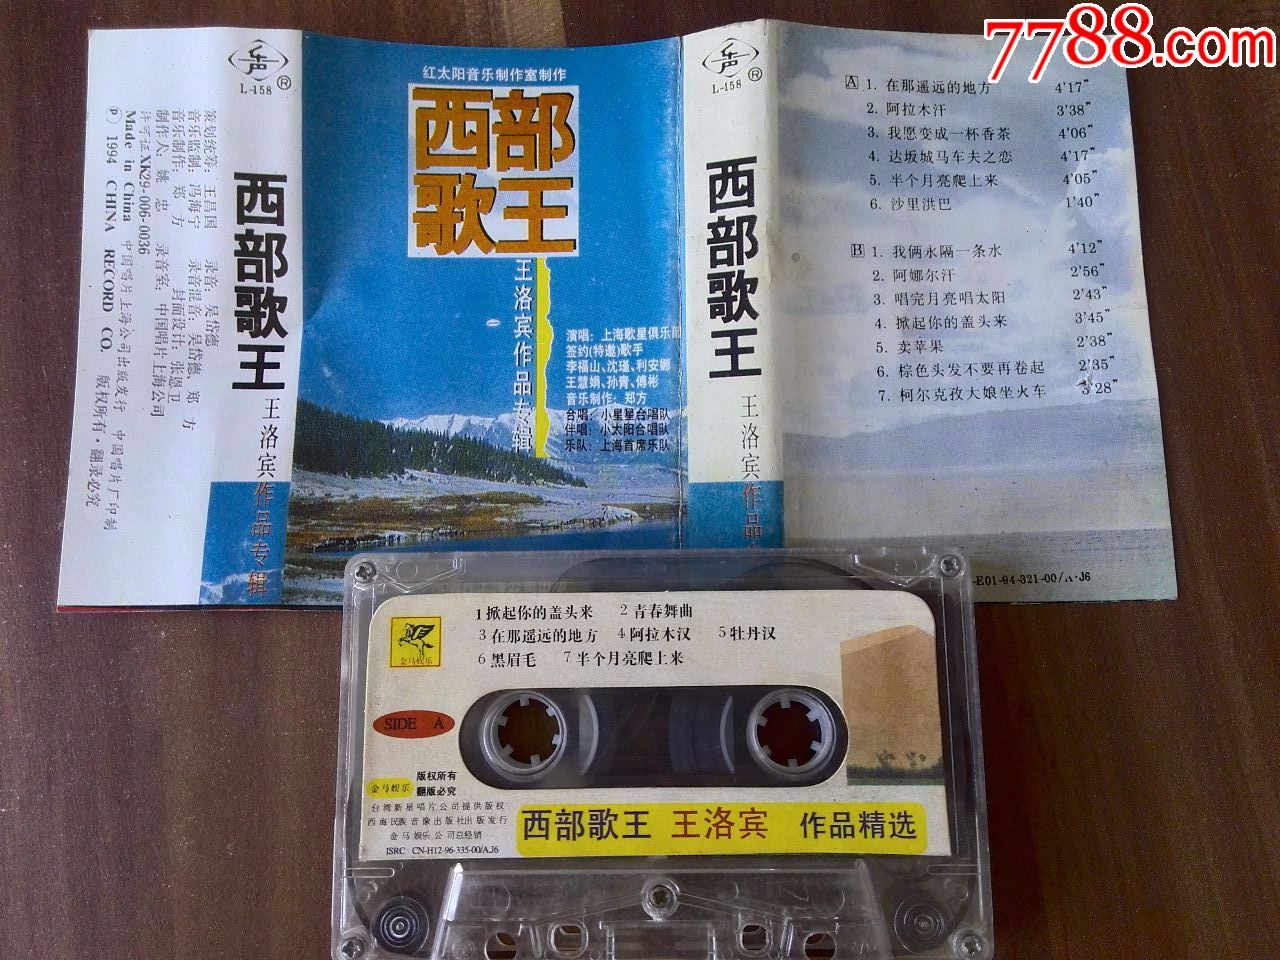 7788.com
乐声
®
L-158
策划统筹：王昌国 录音：吴岱德
音乐监制：冯海宁 录音混音：吴岱德、郑方
音乐制作：郑方 封面设计：张恩卫
制作人：姚忠 录音室：中国唱片上海公司
许可证XK29-006-0036
Made in China 中国唱片上海公司出版发行 中国唱片厂印制
Ⓟ 1994 CHINA RECORD CO. 版权所有·翻录必究
西部歌王
王洛宾作品专辑
红太阳音乐制作室制作
西部
歌王
王洛宾作品专辑
演唱：上海歌星俱乐部
签约(特邀)歌手
李福山、沈瑾、利安娜
王慧娟、孙青、傅彬
音乐制作：郑方
合唱：小星星合唱队
伴唱：小太阳合唱队
乐队：上海首席乐队
乐声
®
L-158
西部歌王
王洛宾作品
A 1. 在那遥远的地方 4'17"
2. 阿拉木汗 3'38"
3. 我愿变成一杯香茶 4'06"
4. 达坂城马车夫之恋 4'17"
5. 半个月亮爬上来 4'05"
6. 沙里洪巴 1'40"
B 1. 我俩永隔一条水 4'12"
2. 阿娜尔汗 2'56"
3. 唱完月亮唱太阳 2'43"
4. 掀起你的盖头来 3'45"
5. 卖苹果 2'38"
6. 棕色头发不要再卷起 2'35"
7. 柯尔克孜大娘坐火车 3'28"
-E01-94-321-00/A·J6
金马娱乐
1掀起你的盖头来 2青春舞曲
3在那遥远的地方 4阿拉木汉 5牡丹汉
6黑眉毛 7半个月亮爬上来
SIDE A
金马娱乐
版权所有
翻版必究
台湾新星唱片公司提供版权
西海民族音像出版社出版发行
金马娱乐公司总经销
ISRC CN-H12-96-335-00/A.J6
西部歌王 王洛宾 作品精选